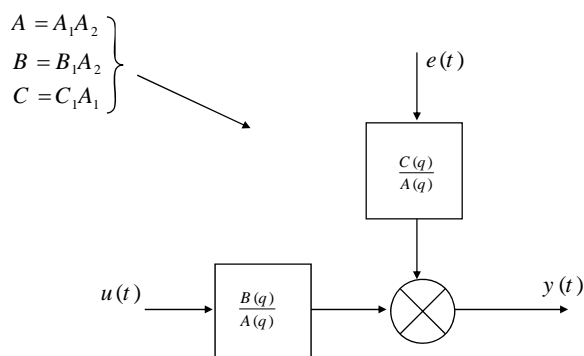 A = A₁A₂
B = B₁A₂
C = C₁A₁
e(t)
C(q)
A(q)
u(t)
B(q)
A(q)
y(t)